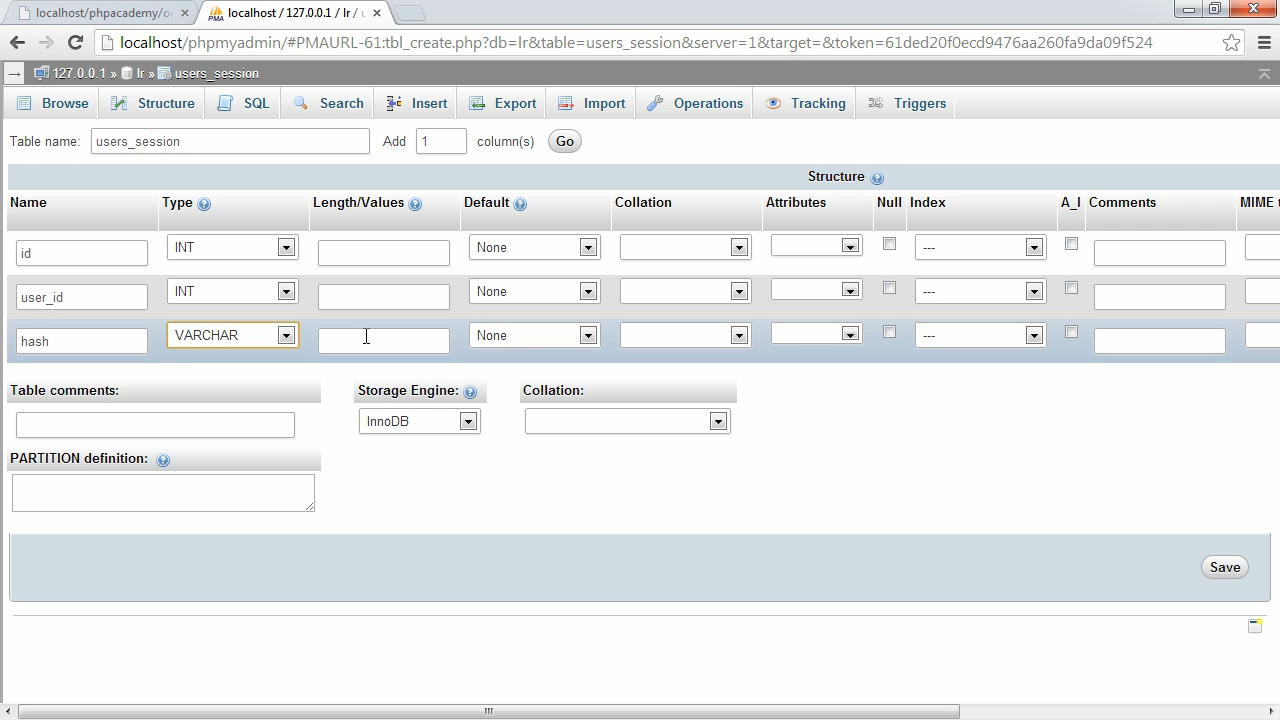 localhost/phpacademy/o
localhost / 127.0.0.1 / lr /
localhost/phpmyadmin/#PMAURL-61:tbl_create.php?db=lr&table=users_session&server=1&target=&token=61ded20f0ecd9476aa260fa9da09f524
127.0.0.1 » lr » users_session
Browse Structure SQL Search Insert Export Import Operations Tracking Triggers
Table name: users_session Add 1 column(s) Go
Structure
Name Type Length/Values Default Collation Attributes Null Index A_I Comments MIME
id INT None ---
user_id INT None ---
hash VARCHAR None ---
Table comments: Storage Engine: Collation:
InnoDB
PARTITION definition:
Save